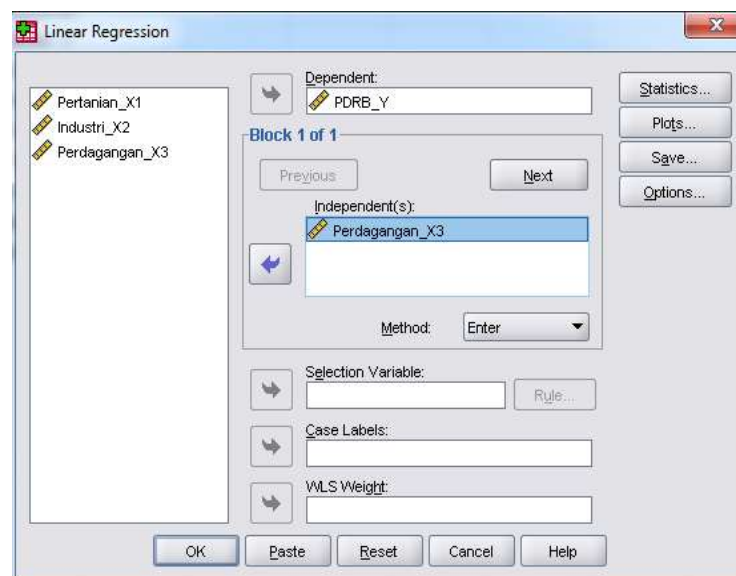 Linear Regression
Pertanian_X1
Industri_X2
Perdagangan_X3
Dependent:
PDRB_Y
Block 1 of 1
Previous
Next
Independent(s):
Perdagangan_X3
Method:
Enter
Selection Variable:
Rule...
Case Labels:
WLS Weight:
Statistics...
Plots...
Save...
Options...
OK
Paste
Reset
Cancel
Help